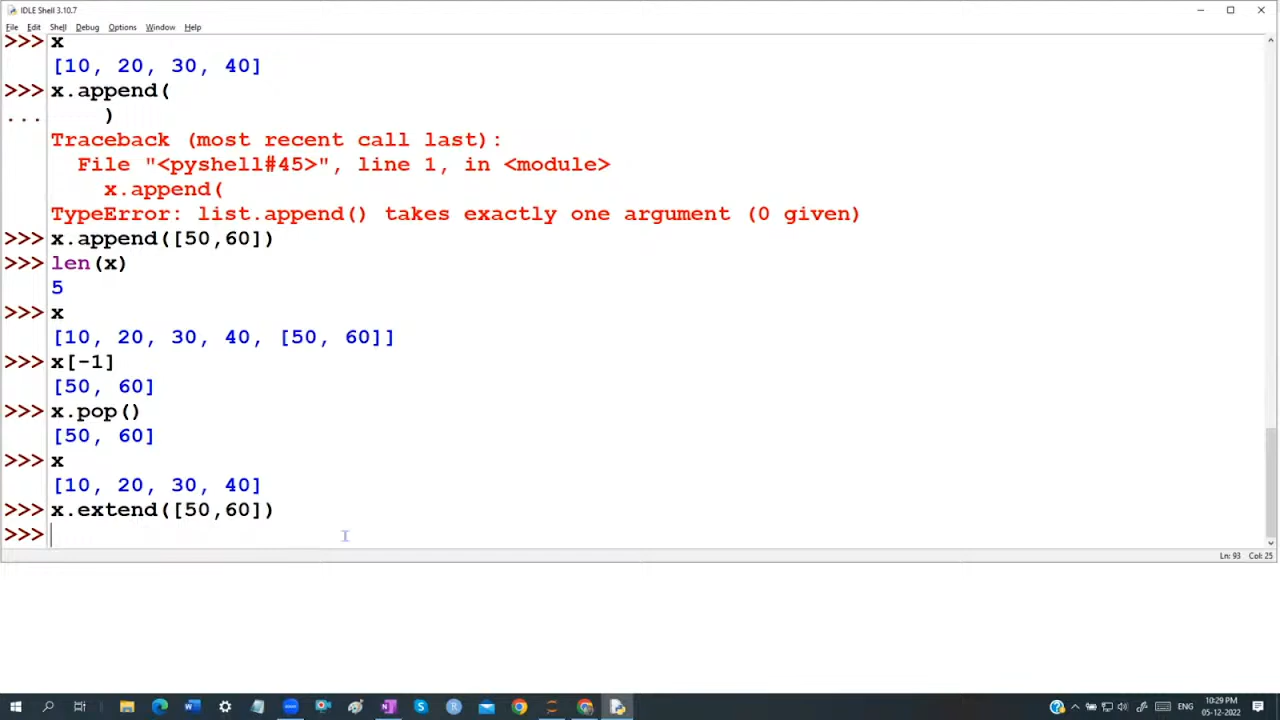 IDLE Shell 3.10.7
File Edit Shell Debug Options Window Help
>>> x
[10, 20, 30, 40]
>>> x.append(
... )
Traceback (most recent call last):
File "<pyshell#45>", line 1, in <module>
x.append(
TypeError: list.append() takes exactly one argument (0 given)
>>> x.append([50,60])
>>> len(x)
5
>>> x
[10, 20, 30, 40, [50, 60]]
>>> x[-1]
[50, 60]
>>> x.pop()
[50, 60]
>>> x
[10, 20, 30, 40]
>>> x.extend([50,60])
>>>
Ln: 93 Col: 25
ENG
10:29 PM
05-12-2022